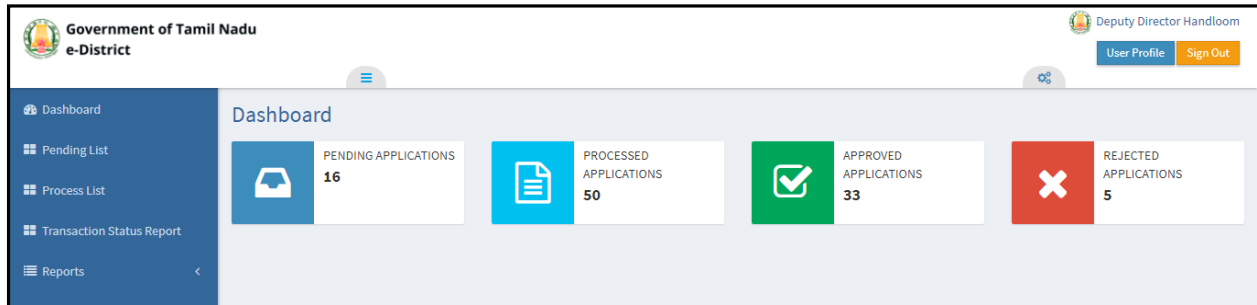 Government of Tamil Nadu
e-District
Deputy Director Handloom
User Profile
Sign Out
Dashboard
Pending List
Process List
Transaction Status Report
Reports
Dashboard
PENDING APPLICATIONS
16
PROCESSED
APPLICATIONS
50
APPROVED
APPLICATIONS
33
REJECTED
APPLICATIONS
5